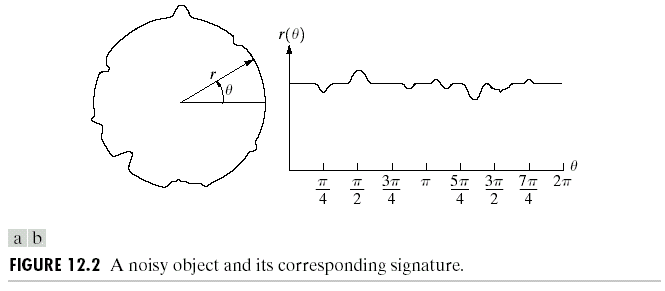 r(θ)
r
θ
θ
π/4 π/2 3π/4 π 5π/4 3π/2 7π/4 2π
a b
FIGURE 12.2 A noisy object and its corresponding signature.